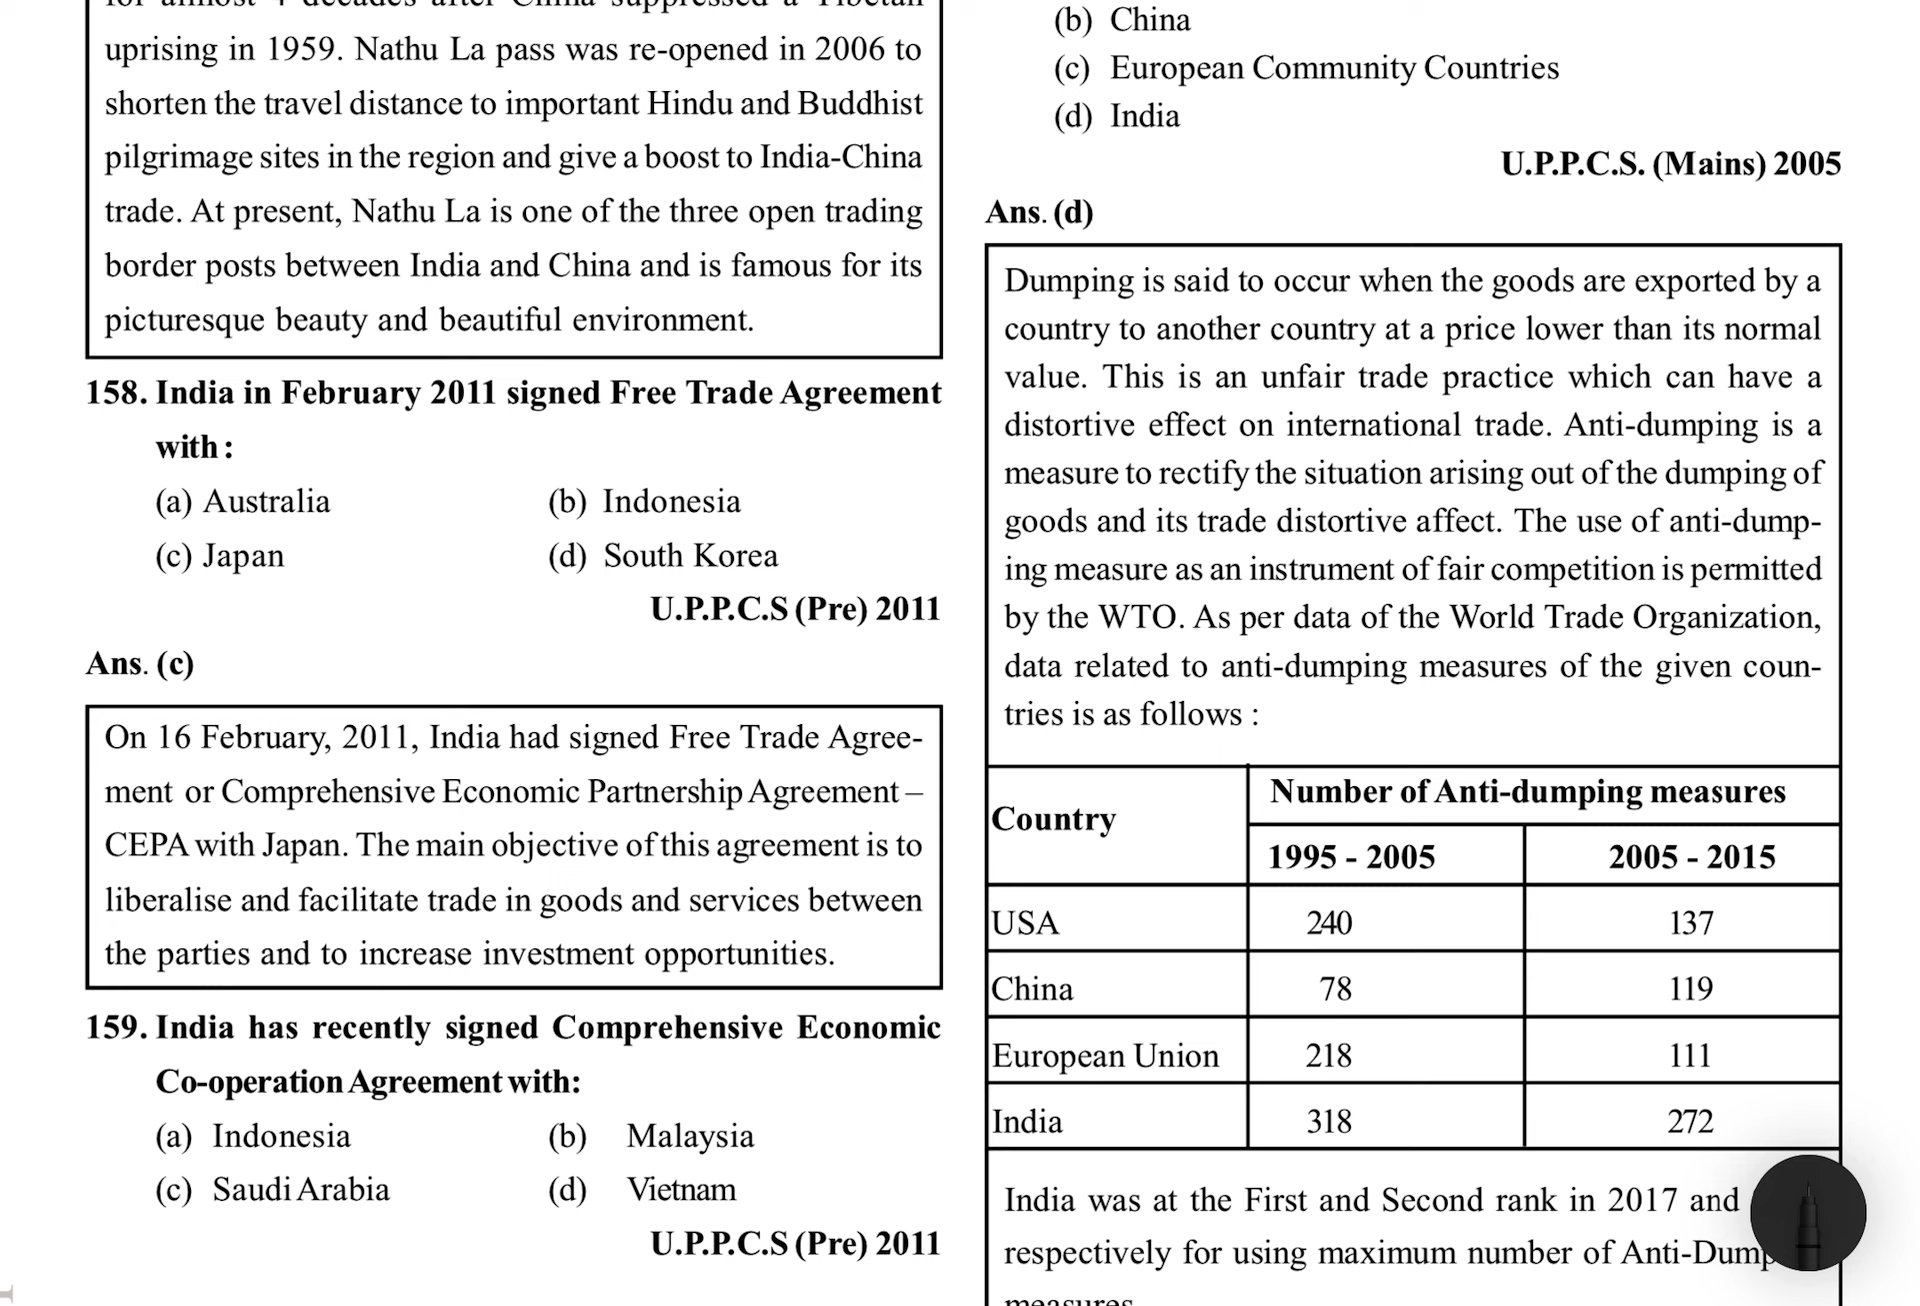 for almost 4 decades after China suppressed a Tibetan
uprising in 1959. Nathu La pass was re-opened in 2006 to
shorten the travel distance to important Hindu and Buddhist
pilgrimage sites in the region and give a boost to India-China
trade. At present, Nathu La is one of the three open trading
border posts between India and China and is famous for its
picturesque beauty and beautiful environment.
158. India in February 2011 signed Free Trade Agreement
with :
(a) Australia (b) Indonesia
(c) Japan (d) South Korea
U.P.P.C.S (Pre) 2011
Ans. (c)
On 16 February, 2011, India had signed Free Trade Agree-
ment or Comprehensive Economic Partnership Agreement –
CEPA with Japan. The main objective of this agreement is to
liberalise and facilitate trade in goods and services between
the parties and to increase investment opportunities.
159. India has recently signed Comprehensive Economic
Co-operation Agreement with:
(a) Indonesia (b) Malaysia
(c) Saudi Arabia (d) Vietnam
U.P.P.C.S (Pre) 2011
(b) China
(c) European Community Countries
(d) India
U.P.P.C.S. (Mains) 2005
Ans. (d)
Dumping is said to occur when the goods are exported by a
country to another country at a price lower than its normal
value. This is an unfair trade practice which can have a
distortive effect on international trade. Anti-dumping is a
measure to rectify the situation arising out of the dumping of
goods and its trade distortive affect. The use of anti-dump-
ing measure as an instrument of fair competition is permitted
by the WTO. As per data of the World Trade Organization,
data related to anti-dumping measures of the given coun-
tries is as follows :
Country Number of Anti-dumping measures
1995 - 2005 2005 - 2015
USA 240 137
China 78 119
European Union 218 111
India 318 272
India was at the First and Second rank in 2017 and
respectively for using maximum number of Anti-Dump
measures